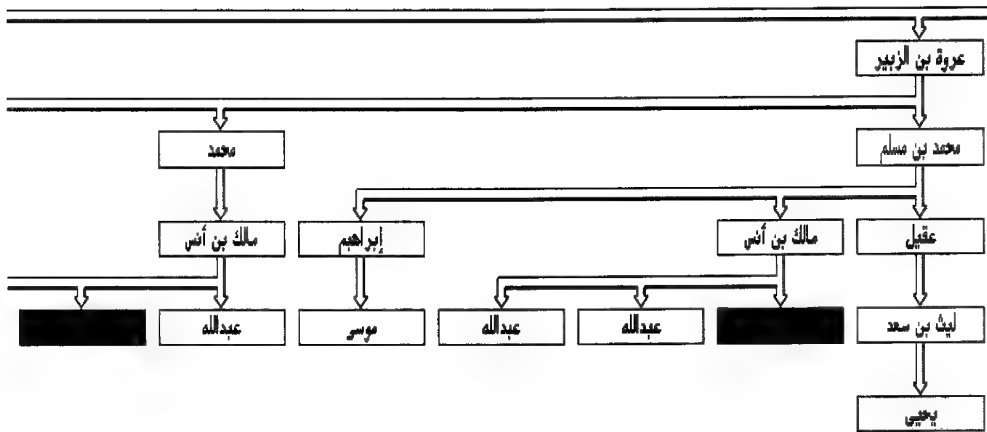 عروة بن الزبير
محمد بن مسلم
محمد
عقيل
مالك بن أنس
إبراهيم
مالك بن أنس
ليث بن سعد
عبدالله
عبدالله
موسى
عبدالله
يحيى